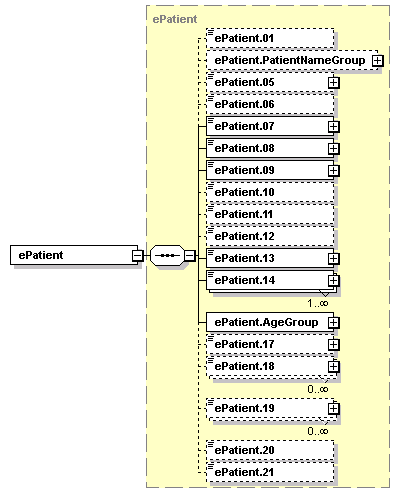 ePatient
ePatient.01
ePatient.PatientNameGroup
ePatient.05
ePatient.06
ePatient.07
ePatient.08
ePatient.09
ePatient.10
ePatient.11
ePatient.12
ePatient
ePatient.13
ePatient.14
1..∞
ePatient.AgeGroup
ePatient.17
ePatient.18
0..∞
ePatient.19
0..∞
ePatient.20
ePatient.21